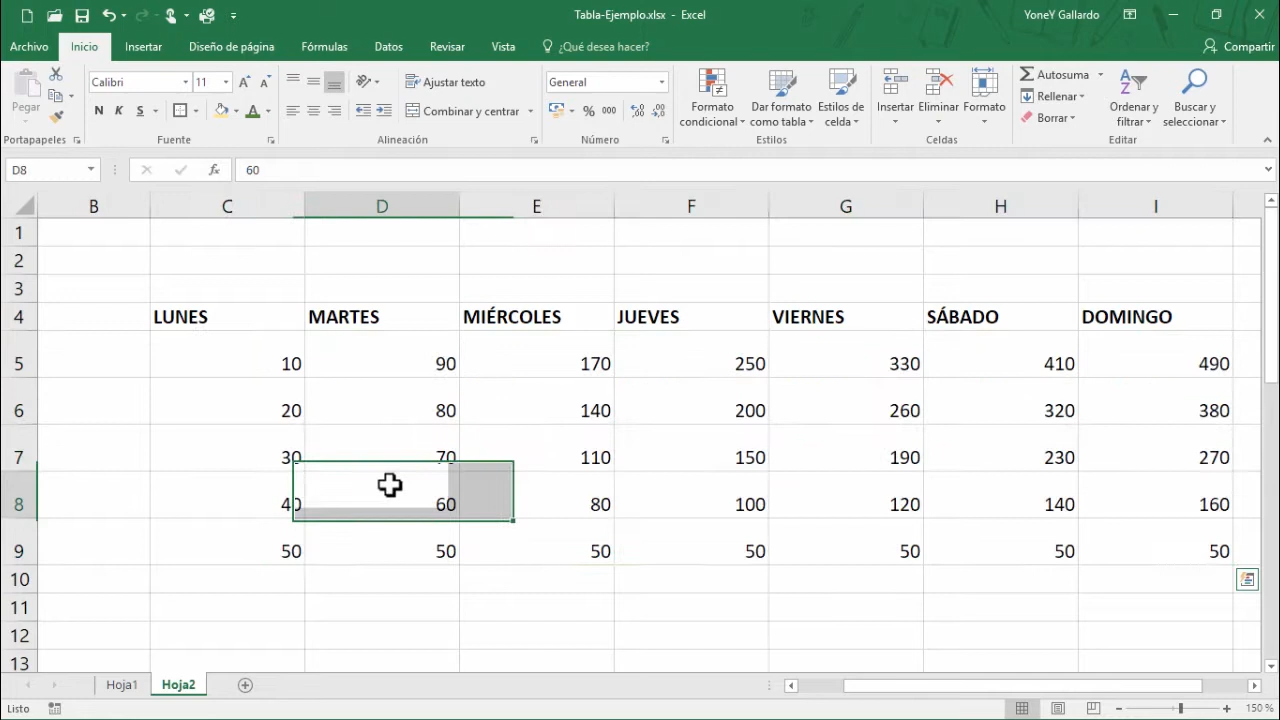 Tabla-Ejemplo.xlsx - Excel
YoneY Gallardo
Archivo Inicio Insertar Diseño de página Fórmulas Datos Revisar Vista ¿Qué desea hacer? Compartir
Pegar
Calibri 11
N K S
Ajustar texto
Combinar y centrar
General
% 000
Formato condicional
Dar formato como tabla
Estilos de celda
Insertar
Eliminar
Formato
Autosuma
Rellenar
Borrar
Ordenar y filtrar
Buscar y seleccionar
Portapapeles Fuente Alineación Número Estilos Celdas Editar
D8 fx 60
B C D E F G H I
1
2
3
4 LUNES MARTES MIÉRCOLES JUEVES VIERNES SÁBADO DOMINGO
5 10 90 170 250 330 410 490
6 20 80 140 200 260 320 380
7 30 70 110 150 190 230 270
8 40 60 80 100 120 140 160
9 50 50 50 50 50 50 50
10
11
12
13
Hoja1 Hoja2
Listo 150 %